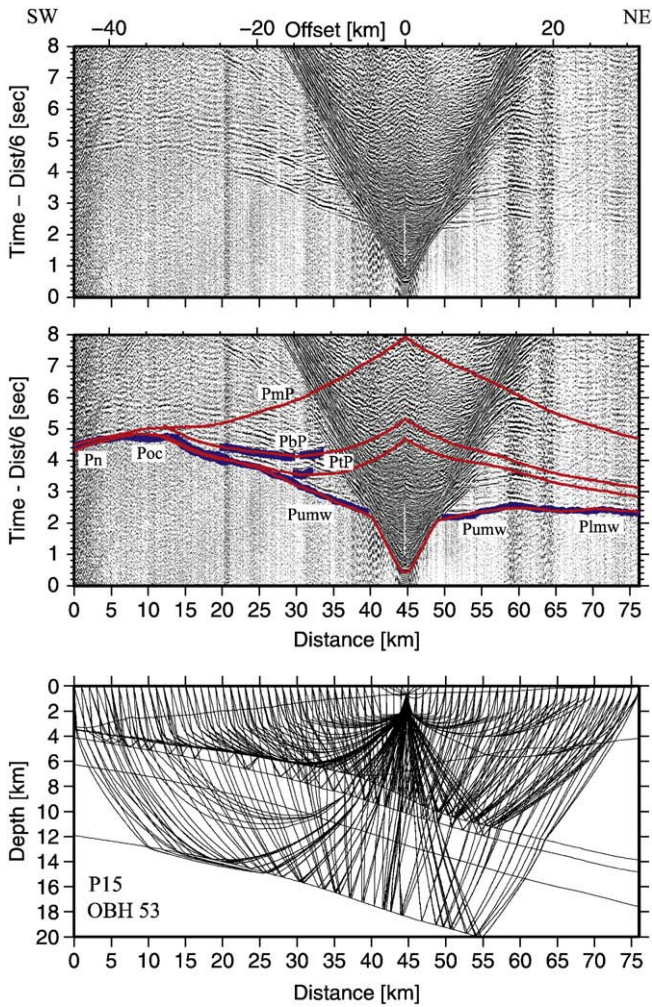 SW NE
−40 −20 Offset [km] 0 20
8
7
6
5
4
3
2
1
0
Time − Dist/6 [sec]
8
7
6
5
4
3
2
1
0
Time - Dist/6 [sec]
PmP
PbP
PtP
Pn Poc
Pumw Pumw Plmw
0 5 10 15 20 25 30 35 40 45 50 55 60 65 70 75
Distance [km]
0
2
4
6
8
10
12
14
16
18
20
Depth [km]
P15
OBH 53
0 5 10 15 20 25 30 35 40 45 50 55 60 65 70 75
Distance [km]